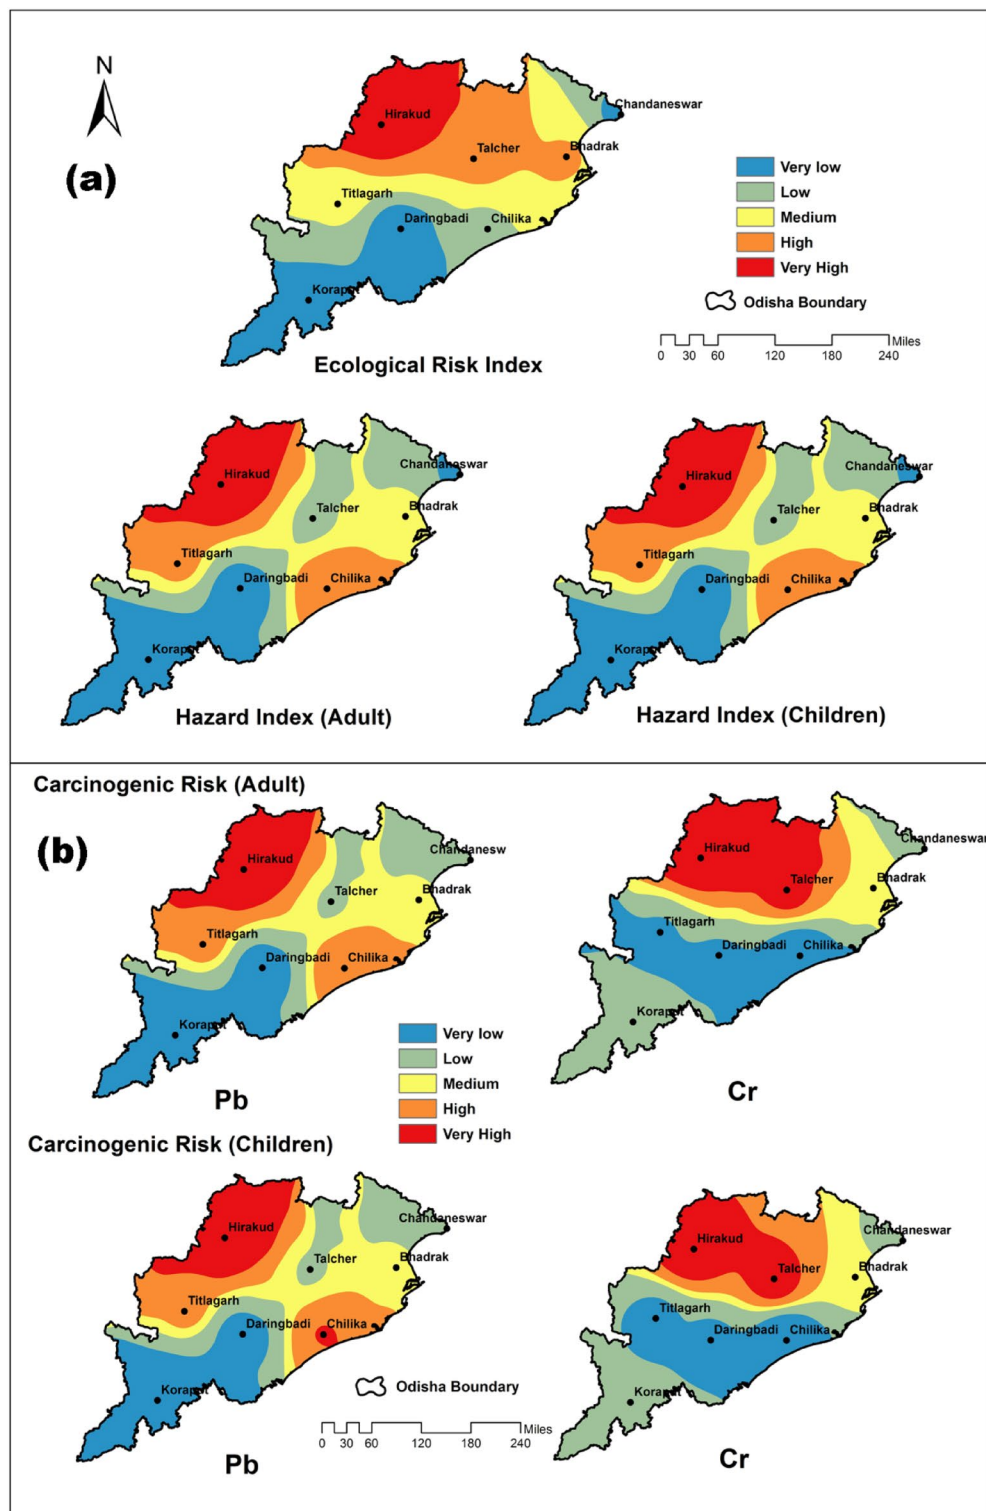 N
(a)
Hirakud
Chandaneswar
Talcher
Bhadrak
Titlagarh
Daringbadi
Chilika
Koraput
Very low
Low
Medium
High
Very High
Odisha Boundary
Miles
0 15 30 60 120 180 240
Ecological Risk Index
Hirakud
Chandaneswar
Talcher
Bhadrak
Titlagarh
Daringbadi
Chilika
Koraput
Hazard Index (Adult)
Hirakud
Chandaneswar
Talcher
Bhadrak
Titlagarh
Daringbadi
Chilika
Koraput
Hazard Index (Children)
Carcinogenic Risk (Adult)
(b)
Hirakud
Chandanesw
Talcher
Bhadrak
Titlagarh
Daringbadi
Chilika
Koraput
Pb
Hirakud
Chandaneswar
Talcher
Bhadrak
Titlagarh
Daringbadi
Chilika
Koraput
Cr
Very low
Low
Medium
High
Very High
Carcinogenic Risk (Children)
Hirakud
Chandaneswar
Talcher
Bhadrak
Titlagarh
Daringbadi
Chilika
Koraput
Pb
Odisha Boundary
Miles
0 15 30 60 120 180 240
Hirakud
Chandaneswar
Talcher
Bhadrak
Titlagarh
Daringbadi
Chilika
Koraput
Cr